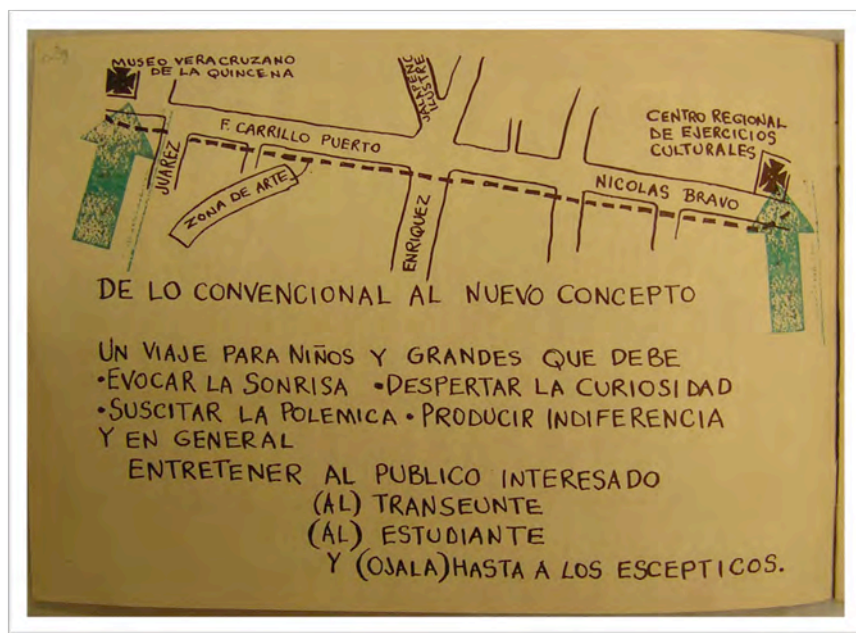 MUSEO VERACRUZANO
DE LA QUINCENA
JALAPEÑO
ILUSTRE
F. CARRILLO PUERTO
CENTRO REGIONAL
DE EJERCICIOS
CULTURALES
JUAREZ
ZONA DE ARTE
NICOLAS BRAVO
ENRIQUEZ
DE LO CONVENCIONAL AL NUEVO CONCEPTO
UN VIAJE PARA NIÑOS Y GRANDES QUE DEBE
•EVOCAR LA SONRISA •DESPERTAR LA CURIOSIDAD
•SUSCITAR LA POLEMICA •PRODUCIR INDIFERENCIA
Y EN GENERAL
ENTRETENER AL PUBLICO INTERESADO
(AL) TRANSEUNTE
(AL) ESTUDIANTE
Y (OJALA) HASTA A LOS ESCEPTICOS.